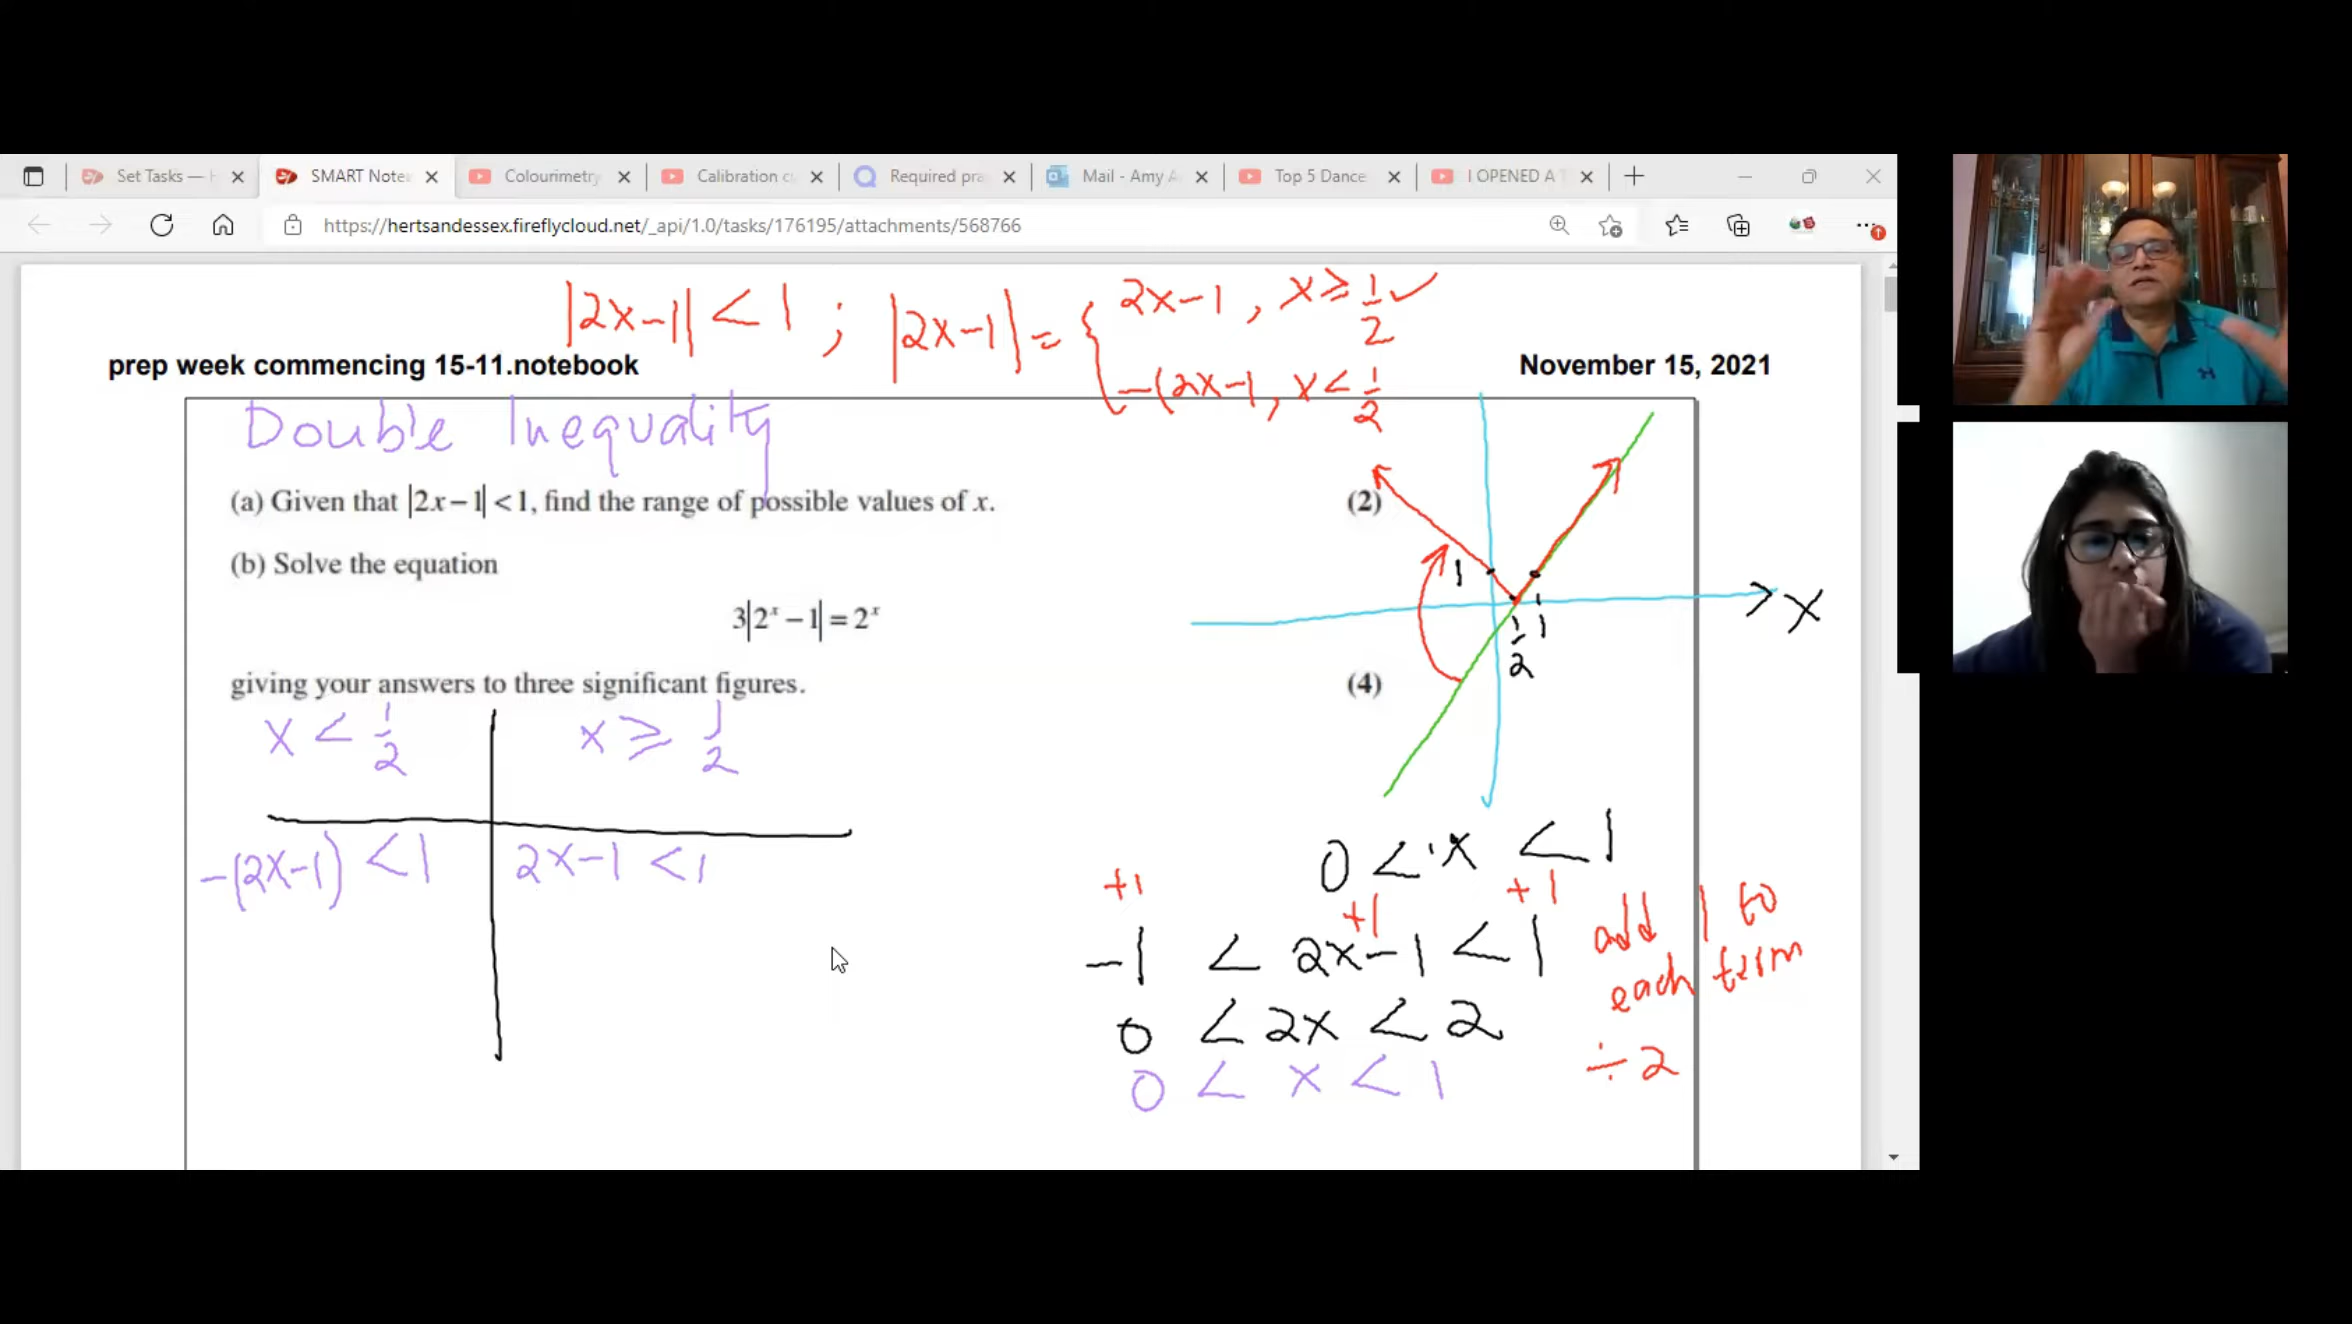 Set Tasks — H
SMART Note
Colourimetry
Calibration c
Required pra
Mail - Amy A
Top 5 Dance
I OPENED A
https://hertsandessex.fireflycloud.net/_api/1.0/tasks/176195/attachments/568766
|2x-1| < 1 ; |2x-1| = { 2x-1, x ≥ 1/2 ✓
-(2x-1, x < 1/2
prep week commencing 15-11.notebook
November 15, 2021
Double Inequality
(a) Given that |2x – 1| < 1, find the range of possible values of x.
(2)
(b) Solve the equation
3|2ˣ – 1| = 2ˣ
giving your answers to three significant figures.
(4)
1
1/2
1
x
x < 1/2
x ≥ 1/2
-(2x-1) < 1
2x-1 < 1
0 < x < 1
+1 +1 +1
-1 < 2x-1 < 1
add 1 to
each term
0 < 2x < 2
÷2
0 < x < 1